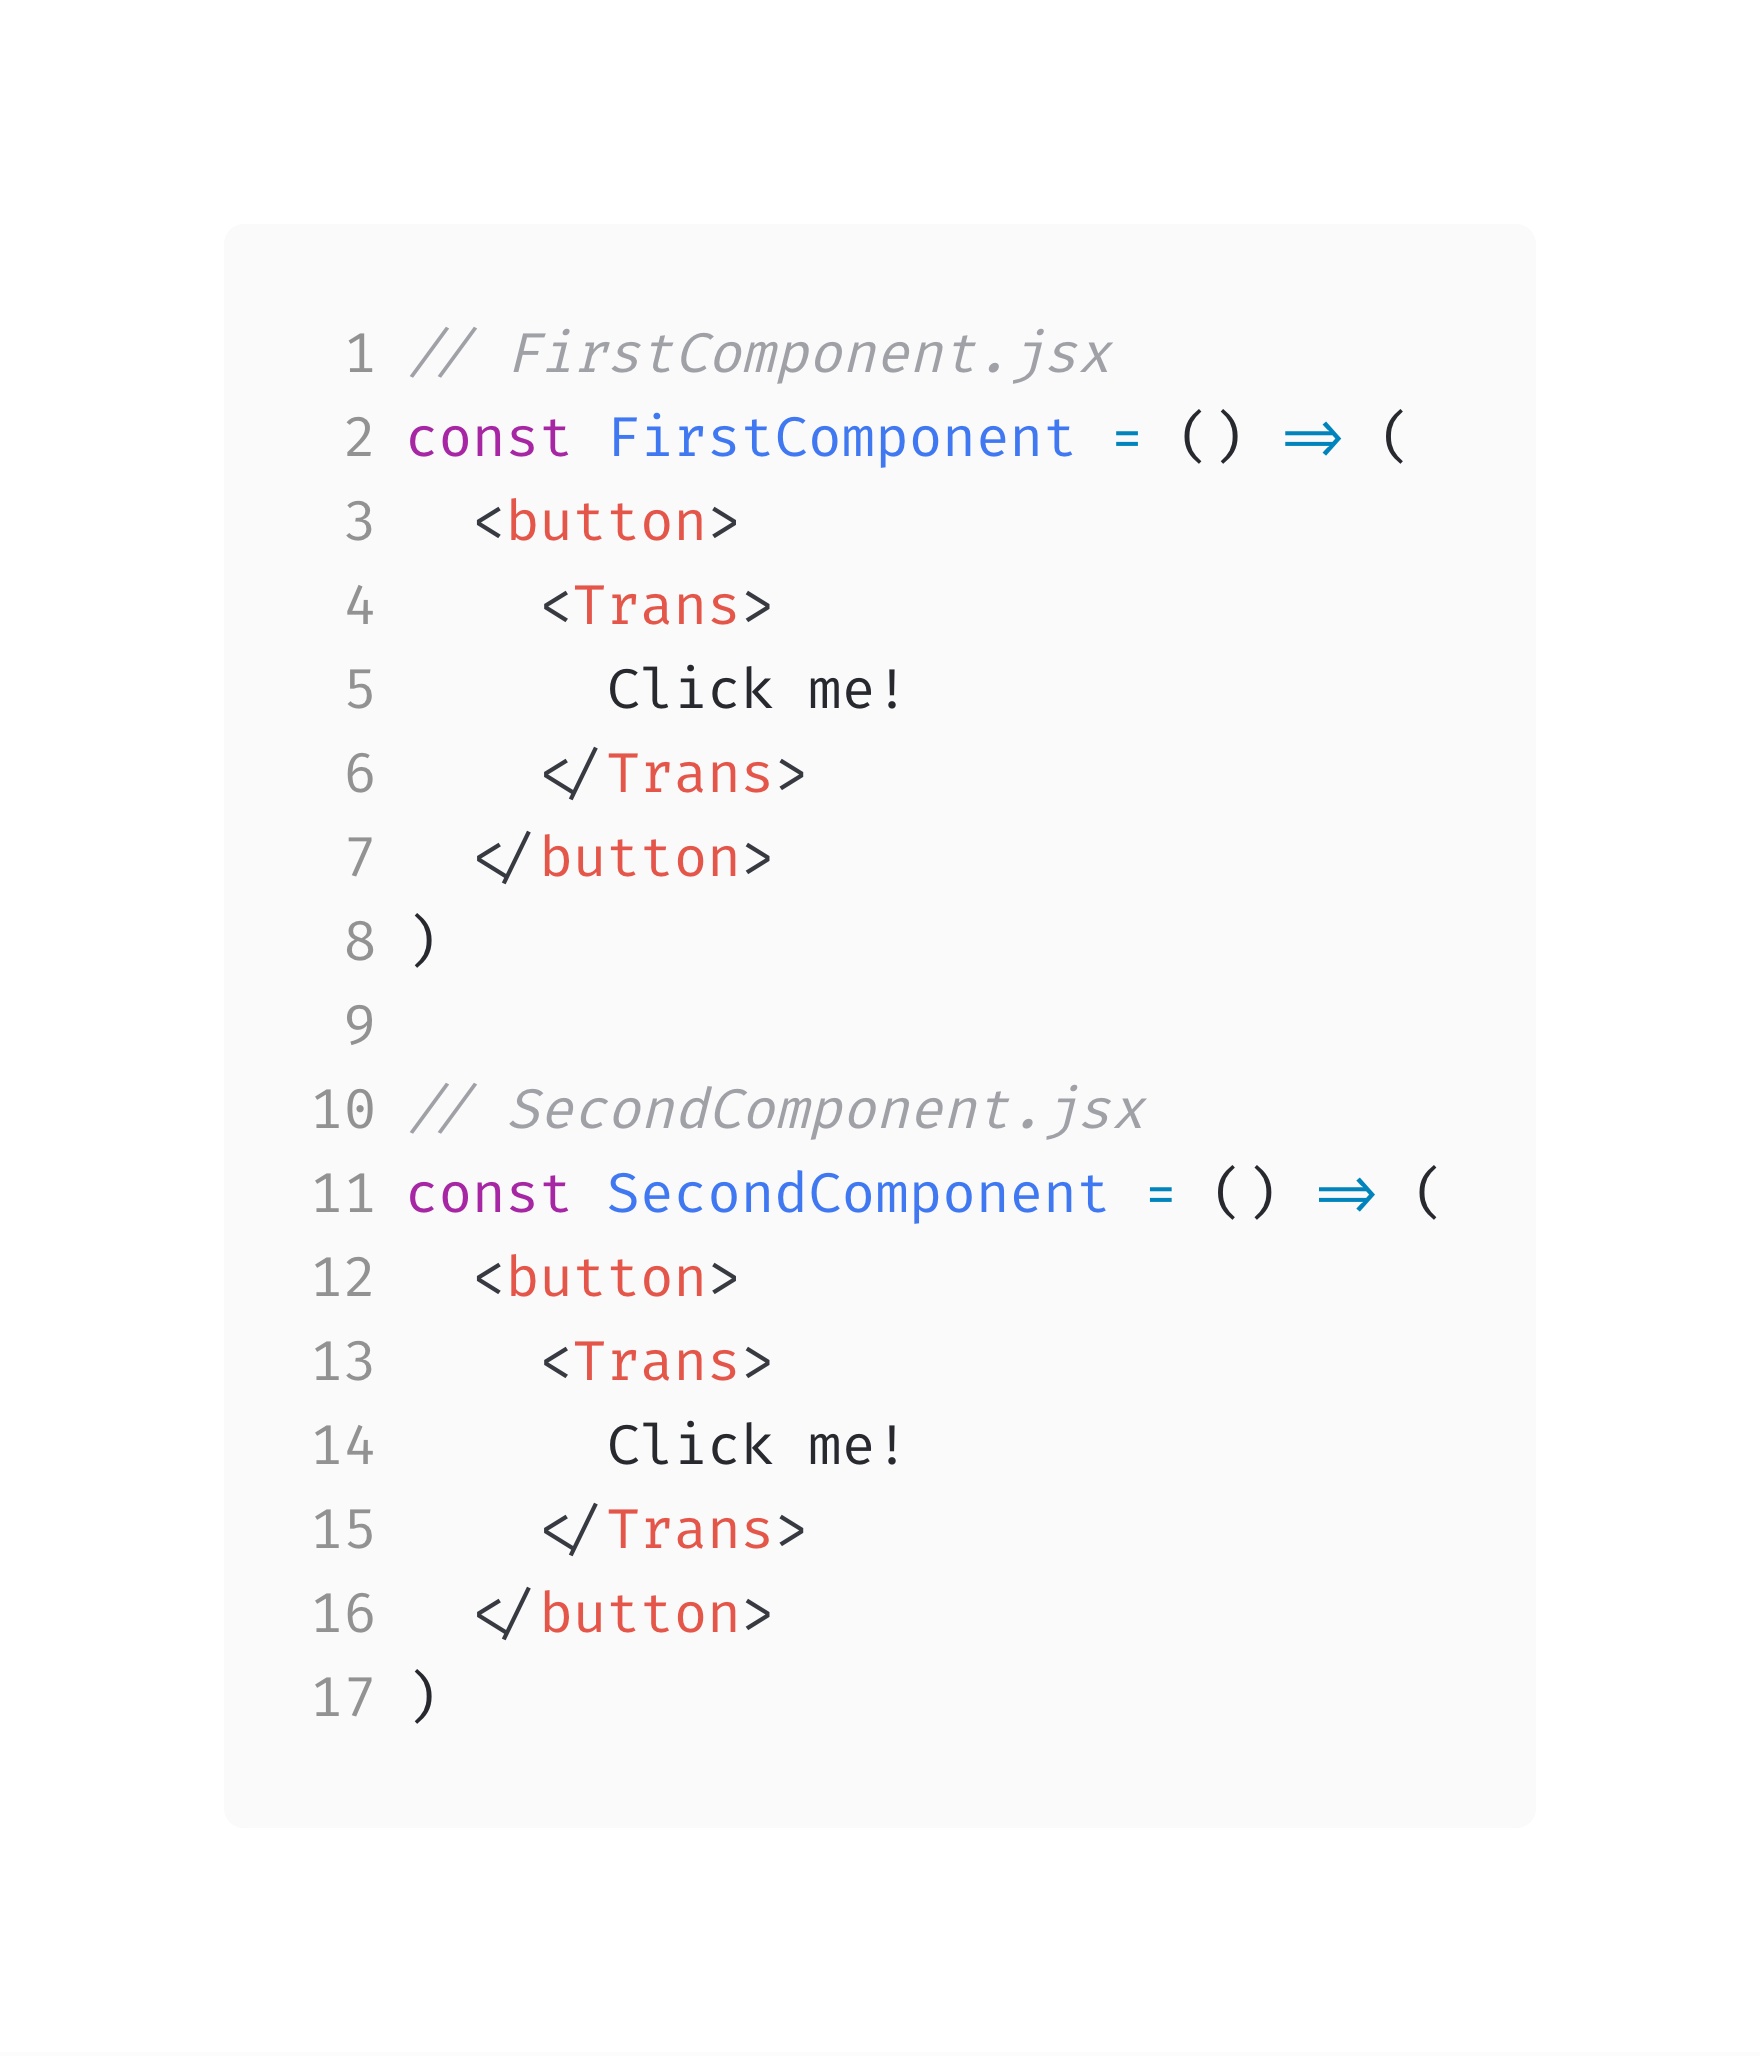 1 // FirstComponent.jsx
2 const FirstComponent = () => (
3   <button>
4     <Trans>
5       Click me!
6     </Trans>
7   </button>
8 )
9
10 // SecondComponent.jsx
11 const SecondComponent = () => (
12   <button>
13     <Trans>
14       Click me!
15     </Trans>
16   </button>
17 )